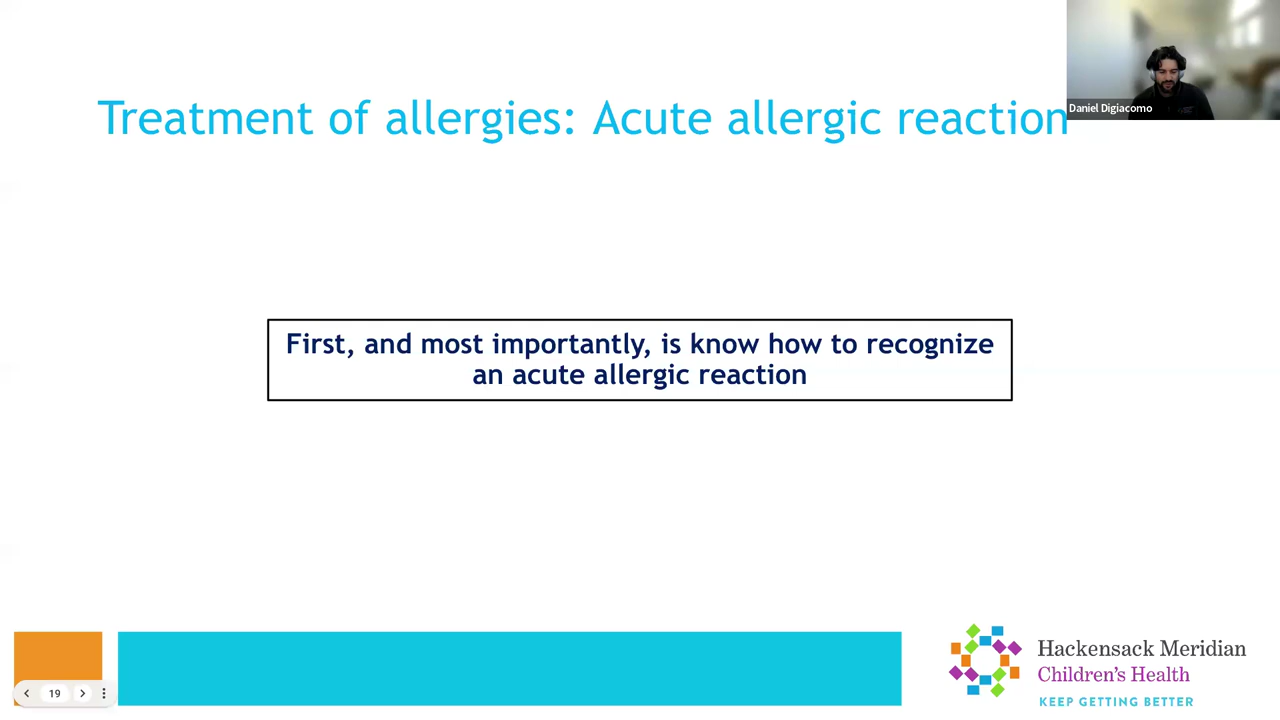 Treatment of allergies: Acute allergic reaction
Daniel Digiacomo
First, and most importantly, is know how to recognize
an acute allergic reaction
19
Hackensack Meridian
Children's Health
KEEP GETTING BETTER